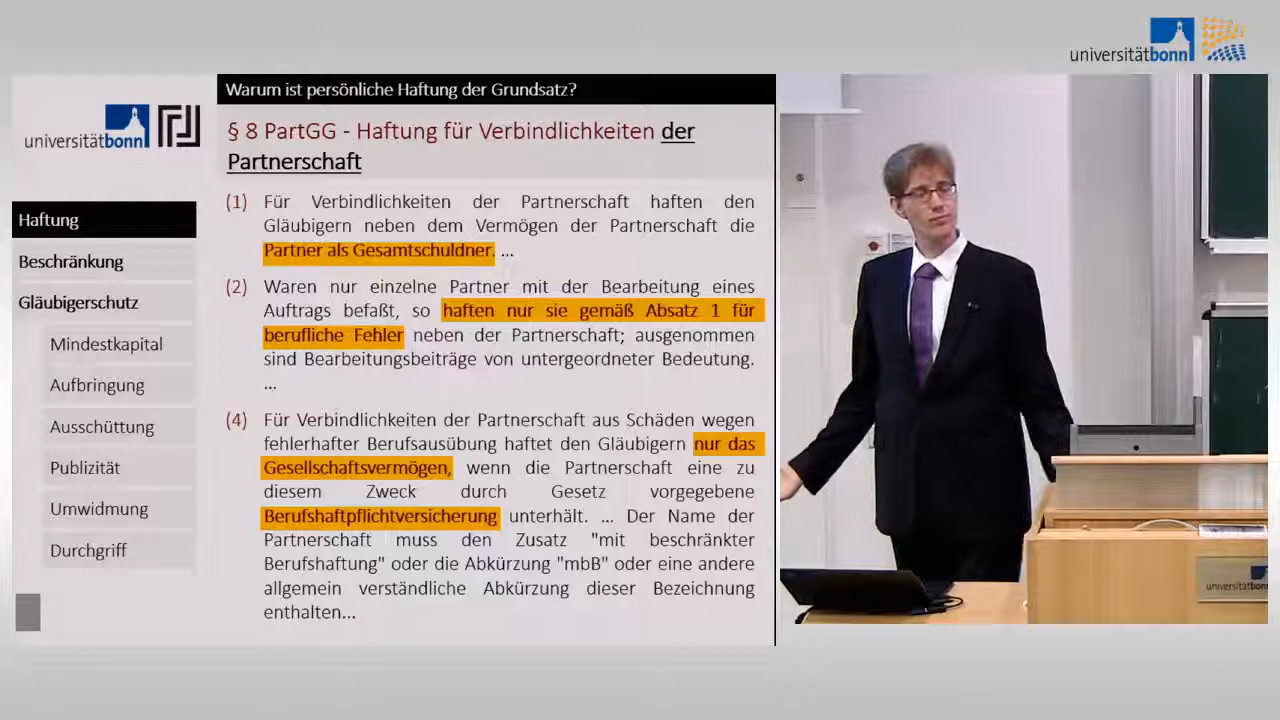 universitätbonn
Warum ist persönliche Haftung der Grundsatz?
universitätbonn
§ 8 PartGG - Haftung für Verbindlichkeiten der
Partnerschaft
Haftung
Beschränkung
Gläubigerschutz
Mindestkapital
Aufbringung
Ausschüttung
Publizität
Umwidmung
Durchgriff
(1) Für Verbindlichkeiten der Partnerschaft haften den
Gläubigern neben dem Vermögen der Partnerschaft die
Partner als Gesamtschuldner. ...
(2) Waren nur einzelne Partner mit der Bearbeitung eines
Auftrags befaßt, so haften nur sie gemäß Absatz 1 für
berufliche Fehler neben der Partnerschaft; ausgenommen
sind Bearbeitungsbeiträge von untergeordneter Bedeutung.
...
(4) Für Verbindlichkeiten der Partnerschaft aus Schäden wegen
fehlerhafter Berufsausübung haftet den Gläubigern nur das
Gesellschaftsvermögen, wenn die Partnerschaft eine zu
diesem Zweck durch Gesetz vorgegebene
Berufshaftpflichtversicherung unterhält. ... Der Name der
Partnerschaft muss den Zusatz "mit beschränkter
Berufshaftung" oder die Abkürzung "mbB" oder eine andere
allgemein verständliche Abkürzung dieser Bezeichnung
enthalten...
universitätbonn